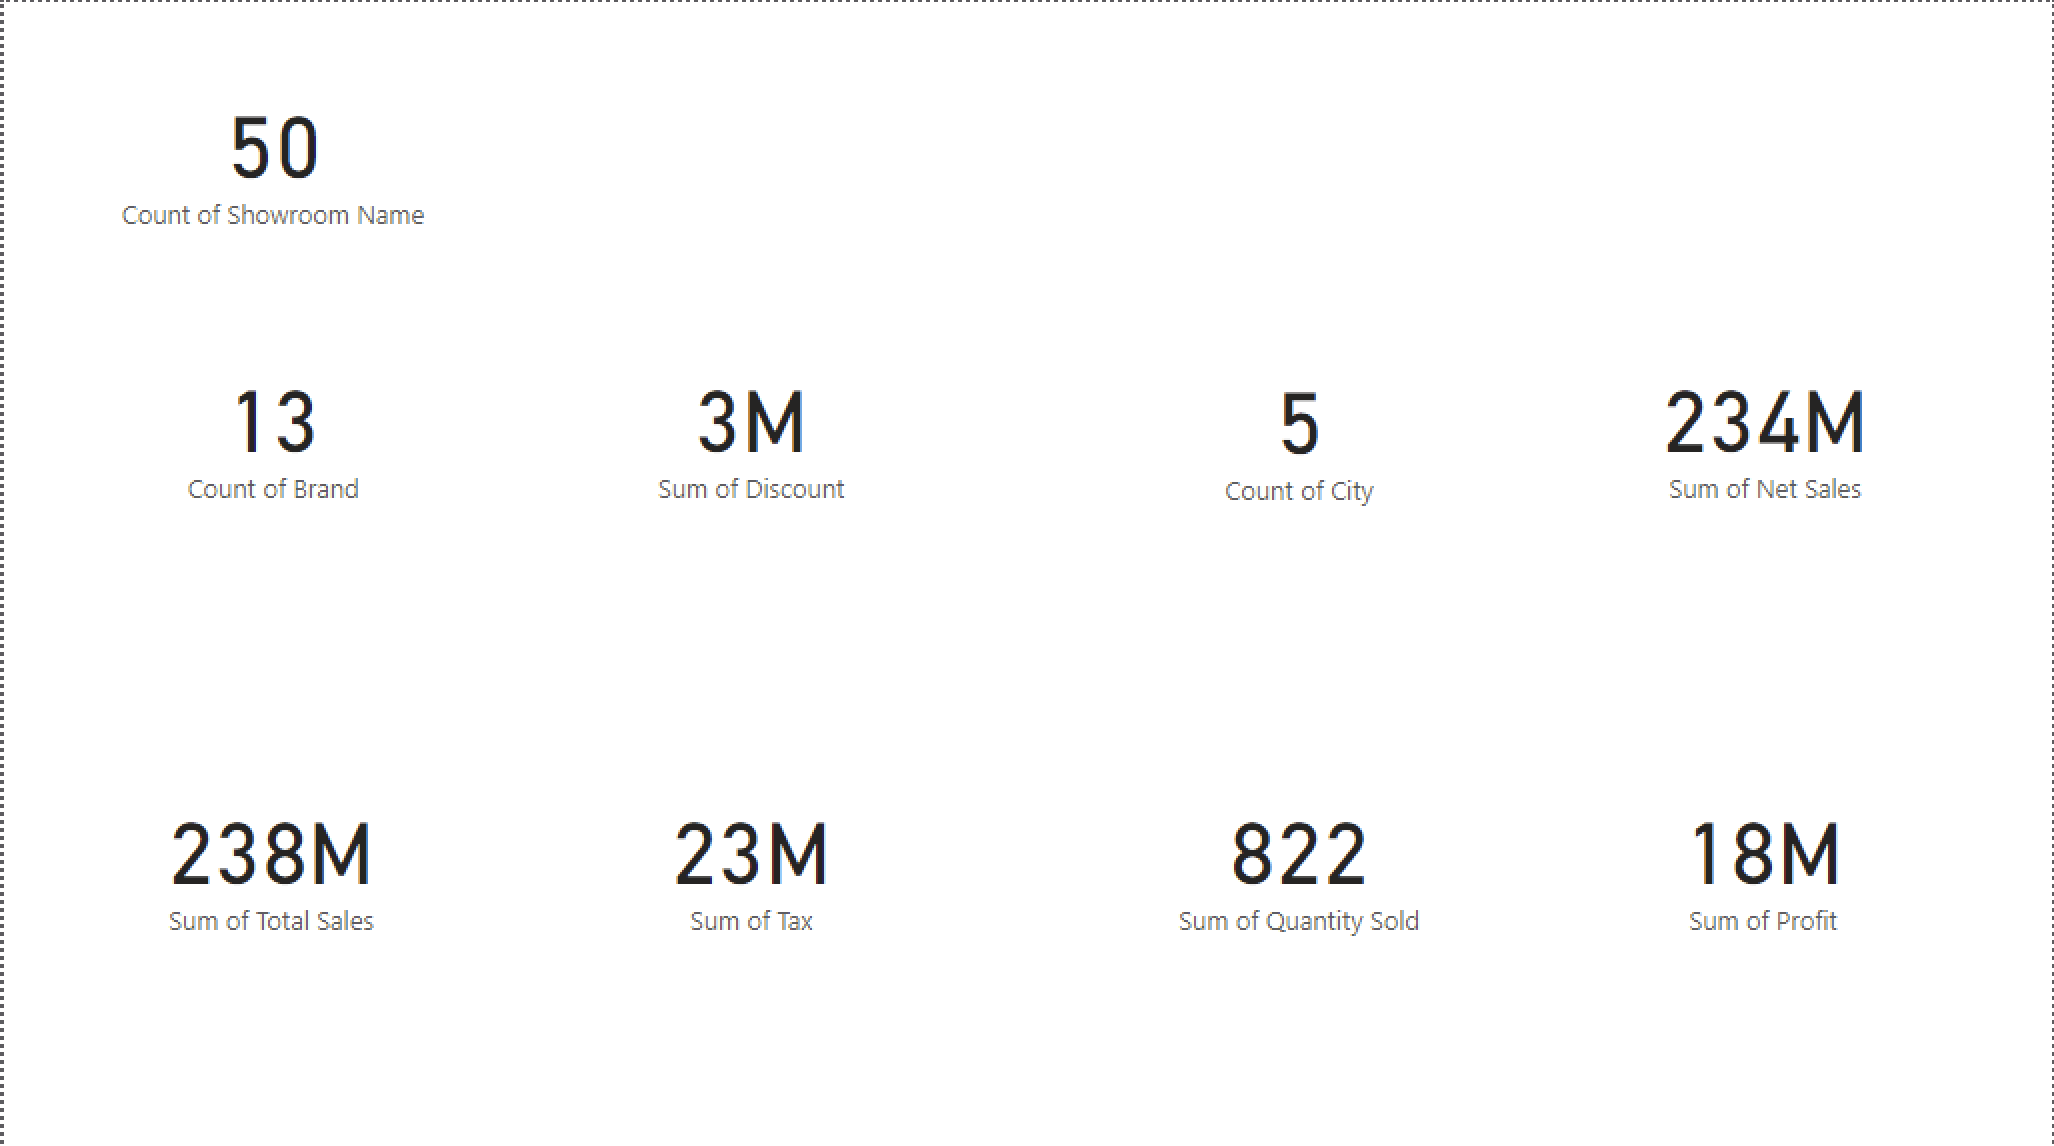 50
Count of Showroom Name
13
Count of Brand
3M
Sum of Discount
5
Count of City
234M
Sum of Net Sales
238M
Sum of Total Sales
23M
Sum of Tax
822
Sum of Quantity Sold
18M
Sum of Profit